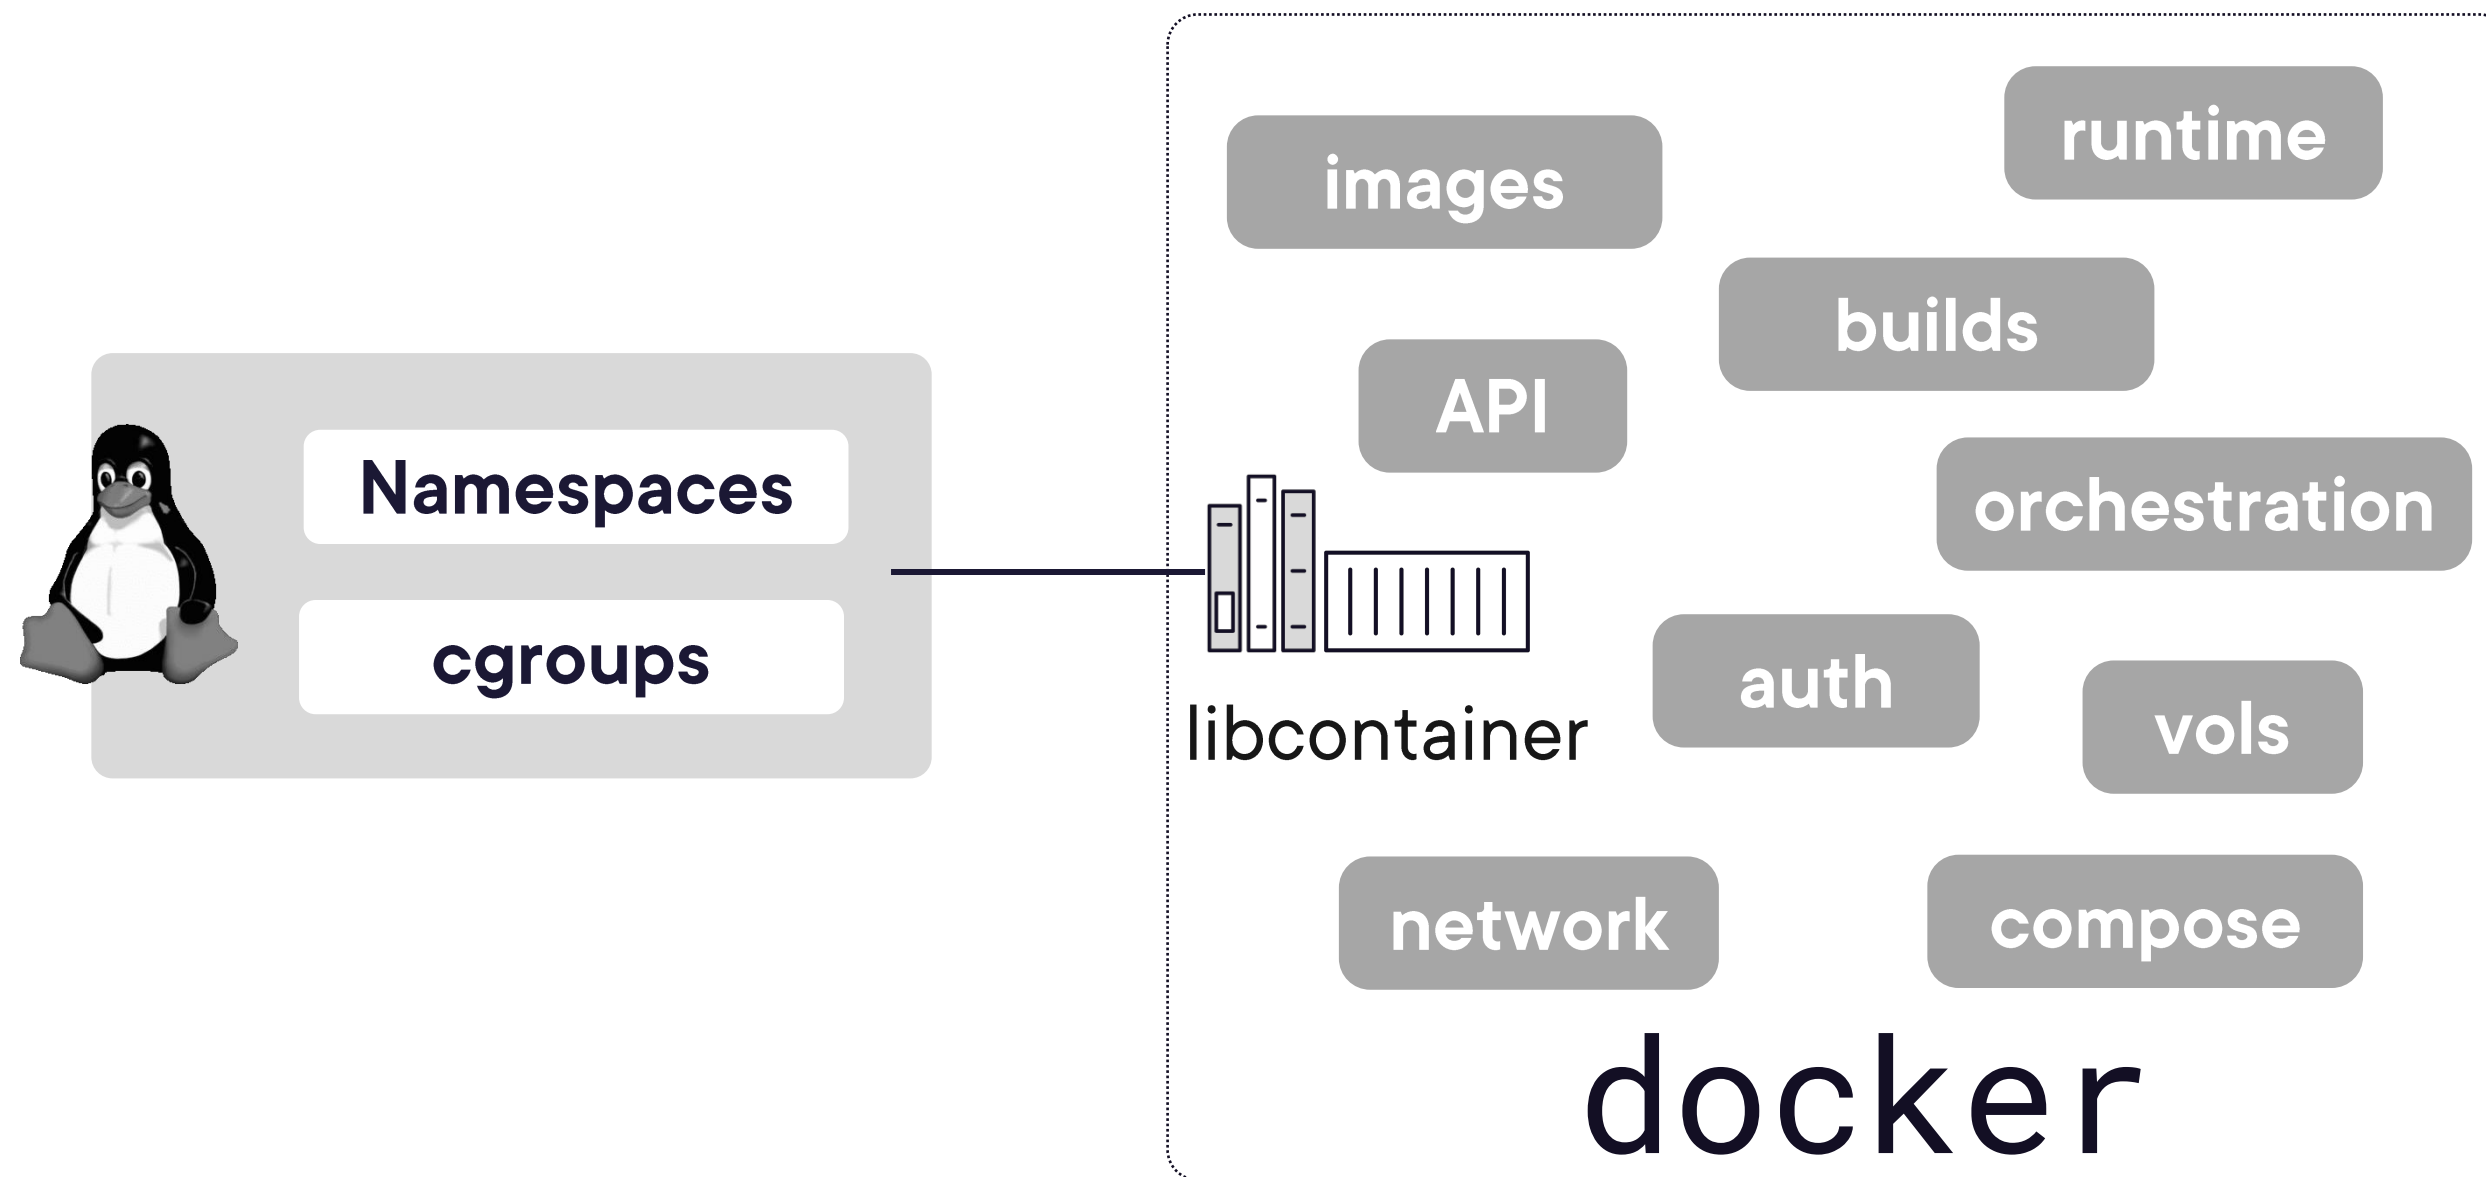 Namespaces
cgroups
libcontainer
images
runtime
builds
API
orchestration
auth
vols
network
compose
docker